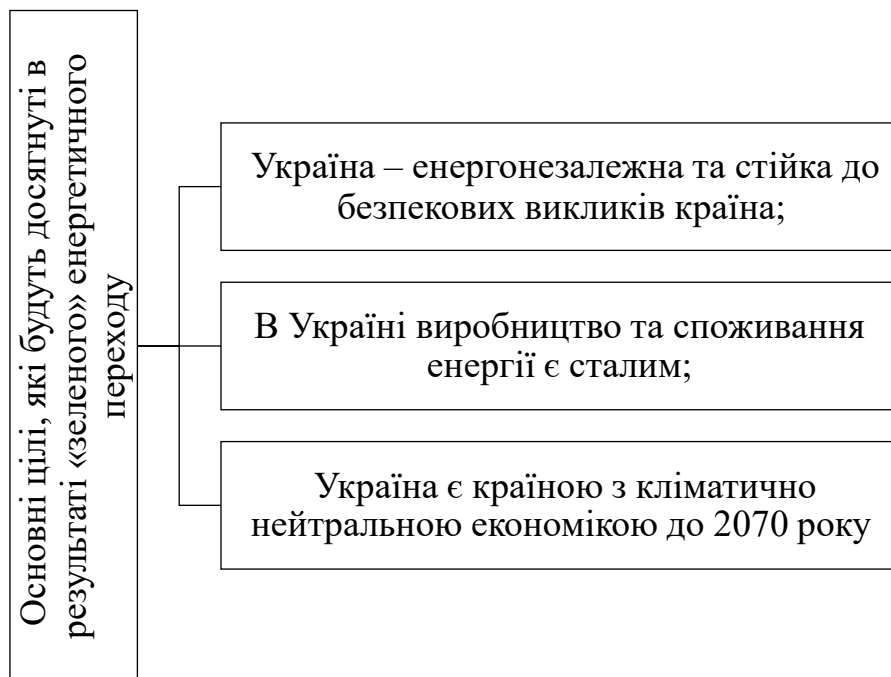 Основні цілі, які будуть досягнуті в
результаті «зеленого» енергетичного
переходу
Україна – енергонезалежна та стійка до
безпекових викликів країна;
В Україні виробництво та споживання
енергії є сталим;
Україна є країною з кліматично
нейтральною економікою до 2070 року